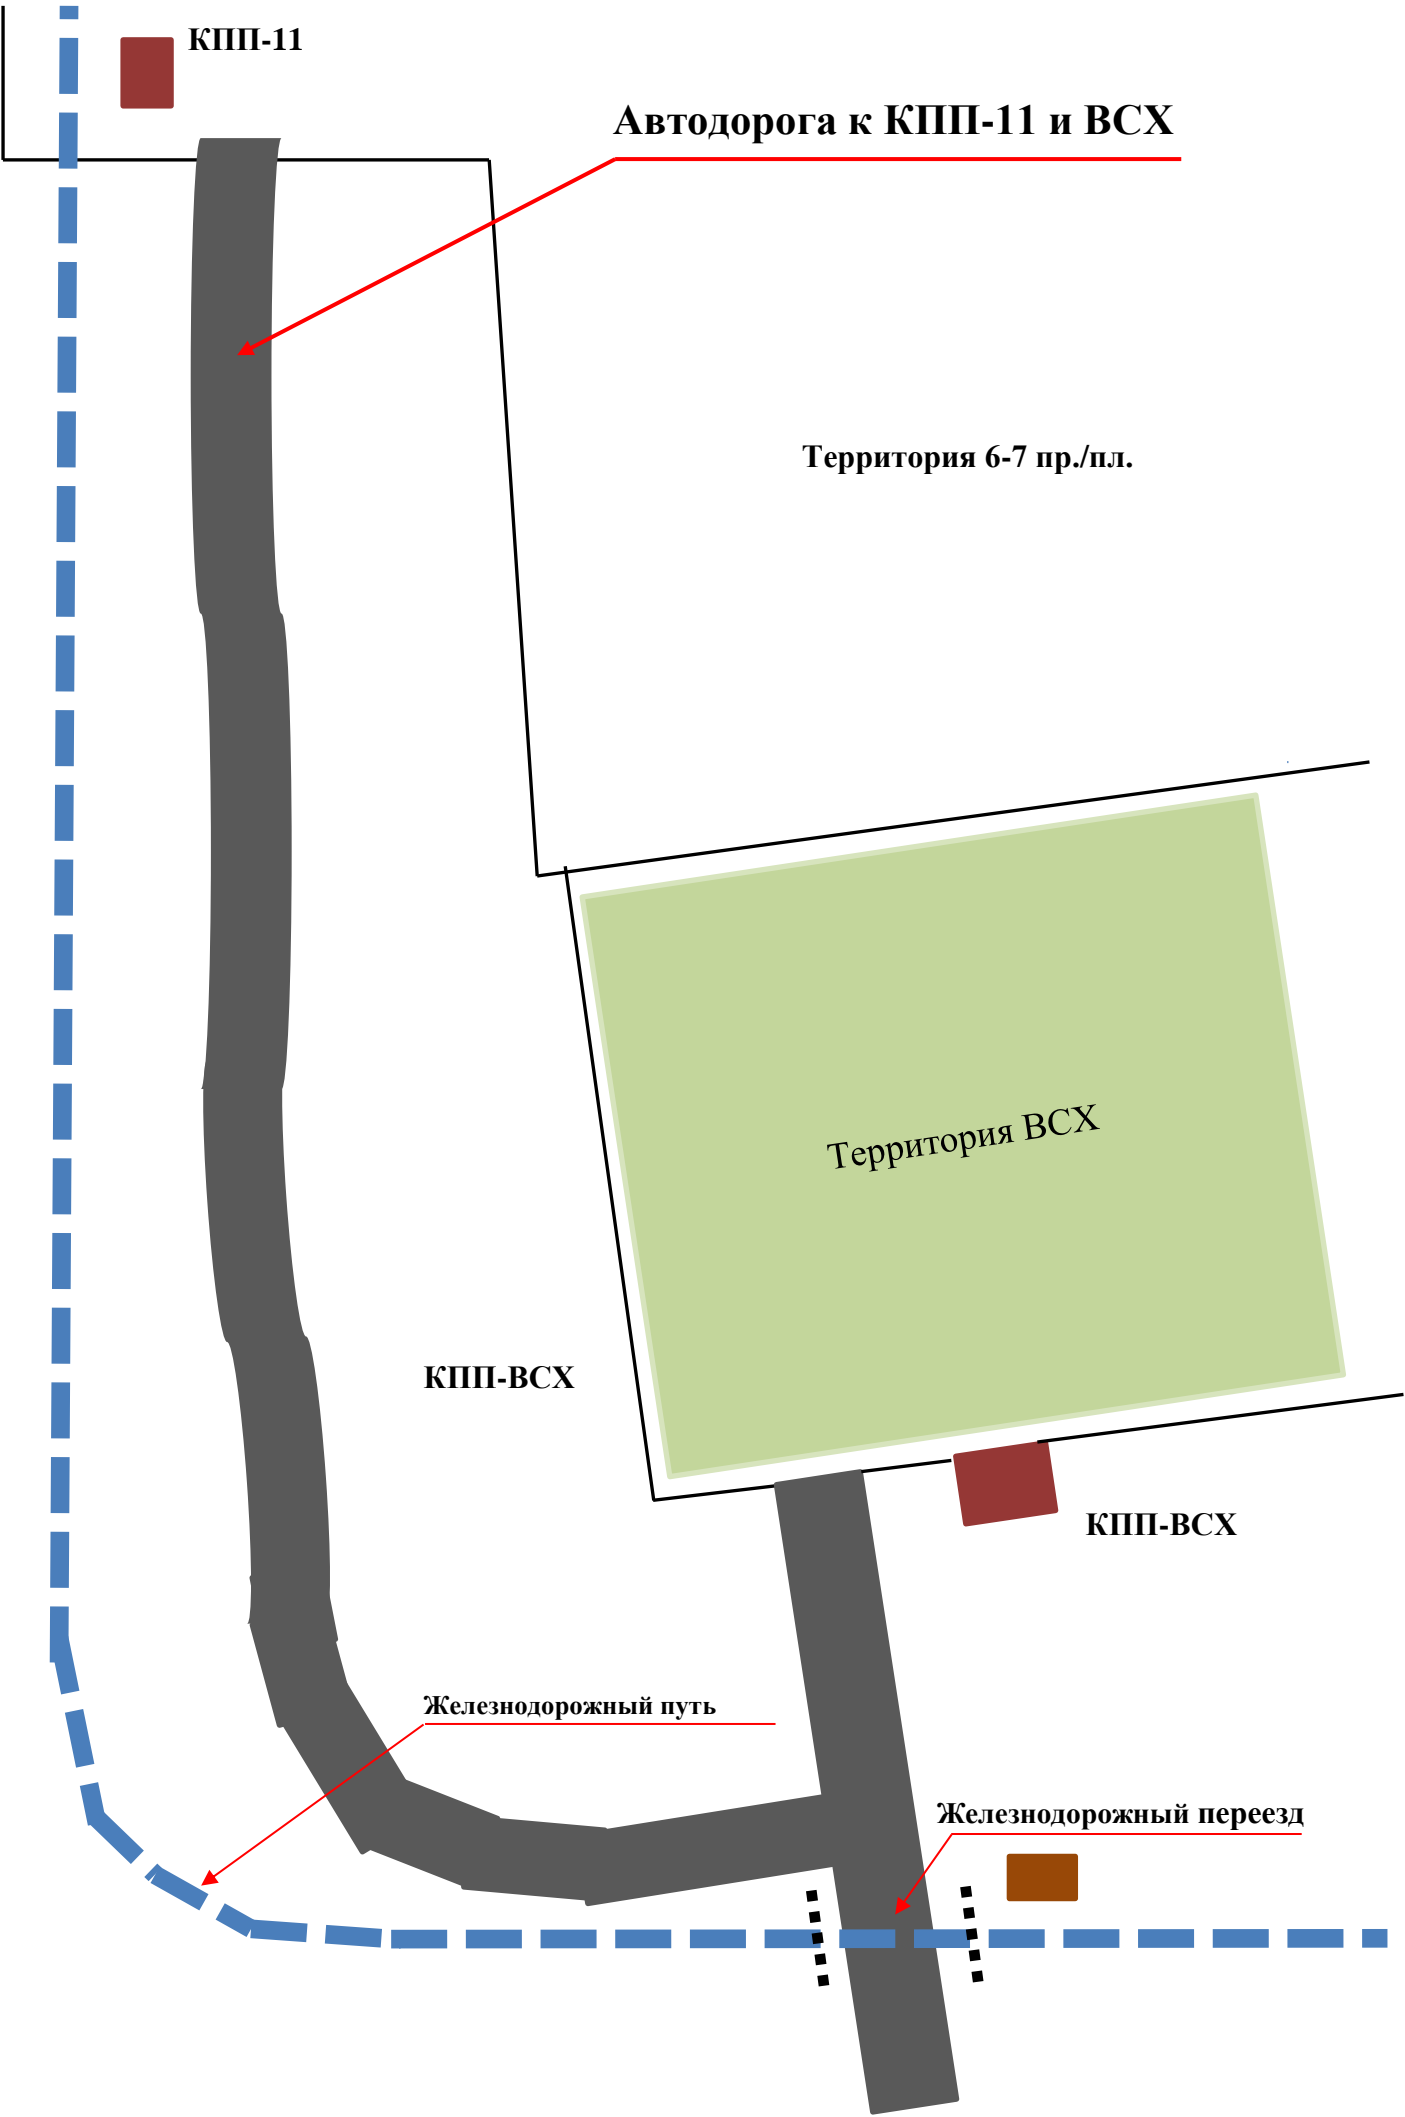 КПП-11
Автодорога к КПП-11 и ВСХ
Территория 6-7 пр./пл.
Территория ВСХ
КПП-ВСХ
КПП-ВСХ
Железнодорожный путь
Железнодорожный переезд